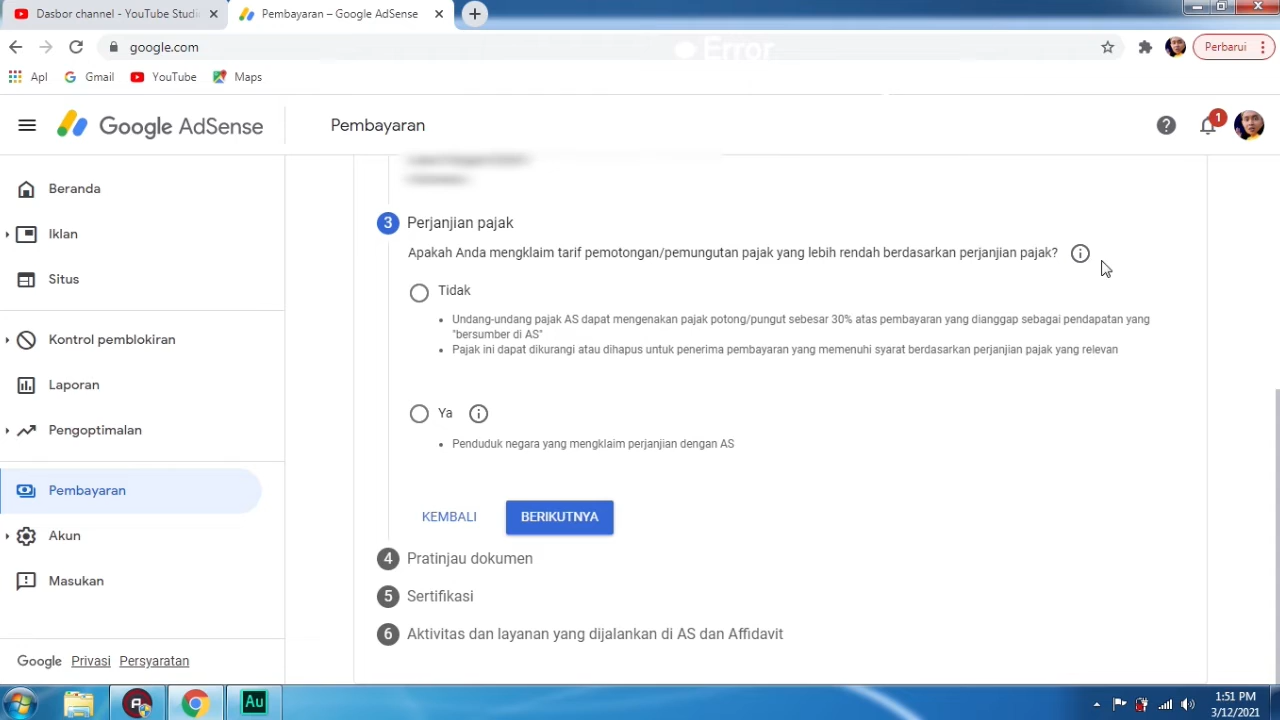 Dasbor channel - YouTube Stud
Pembayaran – Google AdSense
google.com
Error
Perbarui
Apl
Gmail
YouTube
Maps
Google AdSense
Pembayaran
1
Beranda
Iklan
Situs
Kontrol pemblokiran
Laporan
Pengoptimalan
Pembayaran
Akun
Masukan
Google Privasi Persyaratan
3 Perjanjian pajak
Apakah Anda mengklaim tarif pemotongan/pemungutan pajak yang lebih rendah berdasarkan perjanjian pajak?
Tidak
• Undang-undang pajak AS dapat mengenakan pajak potong/pungut sebesar 30% atas pembayaran yang dianggap sebagai pendapatan yang
"bersumber di AS"
• Pajak ini dapat dikurangi atau dihapus untuk penerima pembayaran yang memenuhi syarat berdasarkan perjanjian pajak yang relevan
Ya
• Penduduk negara yang mengklaim perjanjian dengan AS
KEMBALI
BERIKUTNYA
4 Pratinjau dokumen
5 Sertifikasi
6 Aktivitas dan layanan yang dijalankan di AS dan Affidavit
Au
1:51 PM
3/12/2021